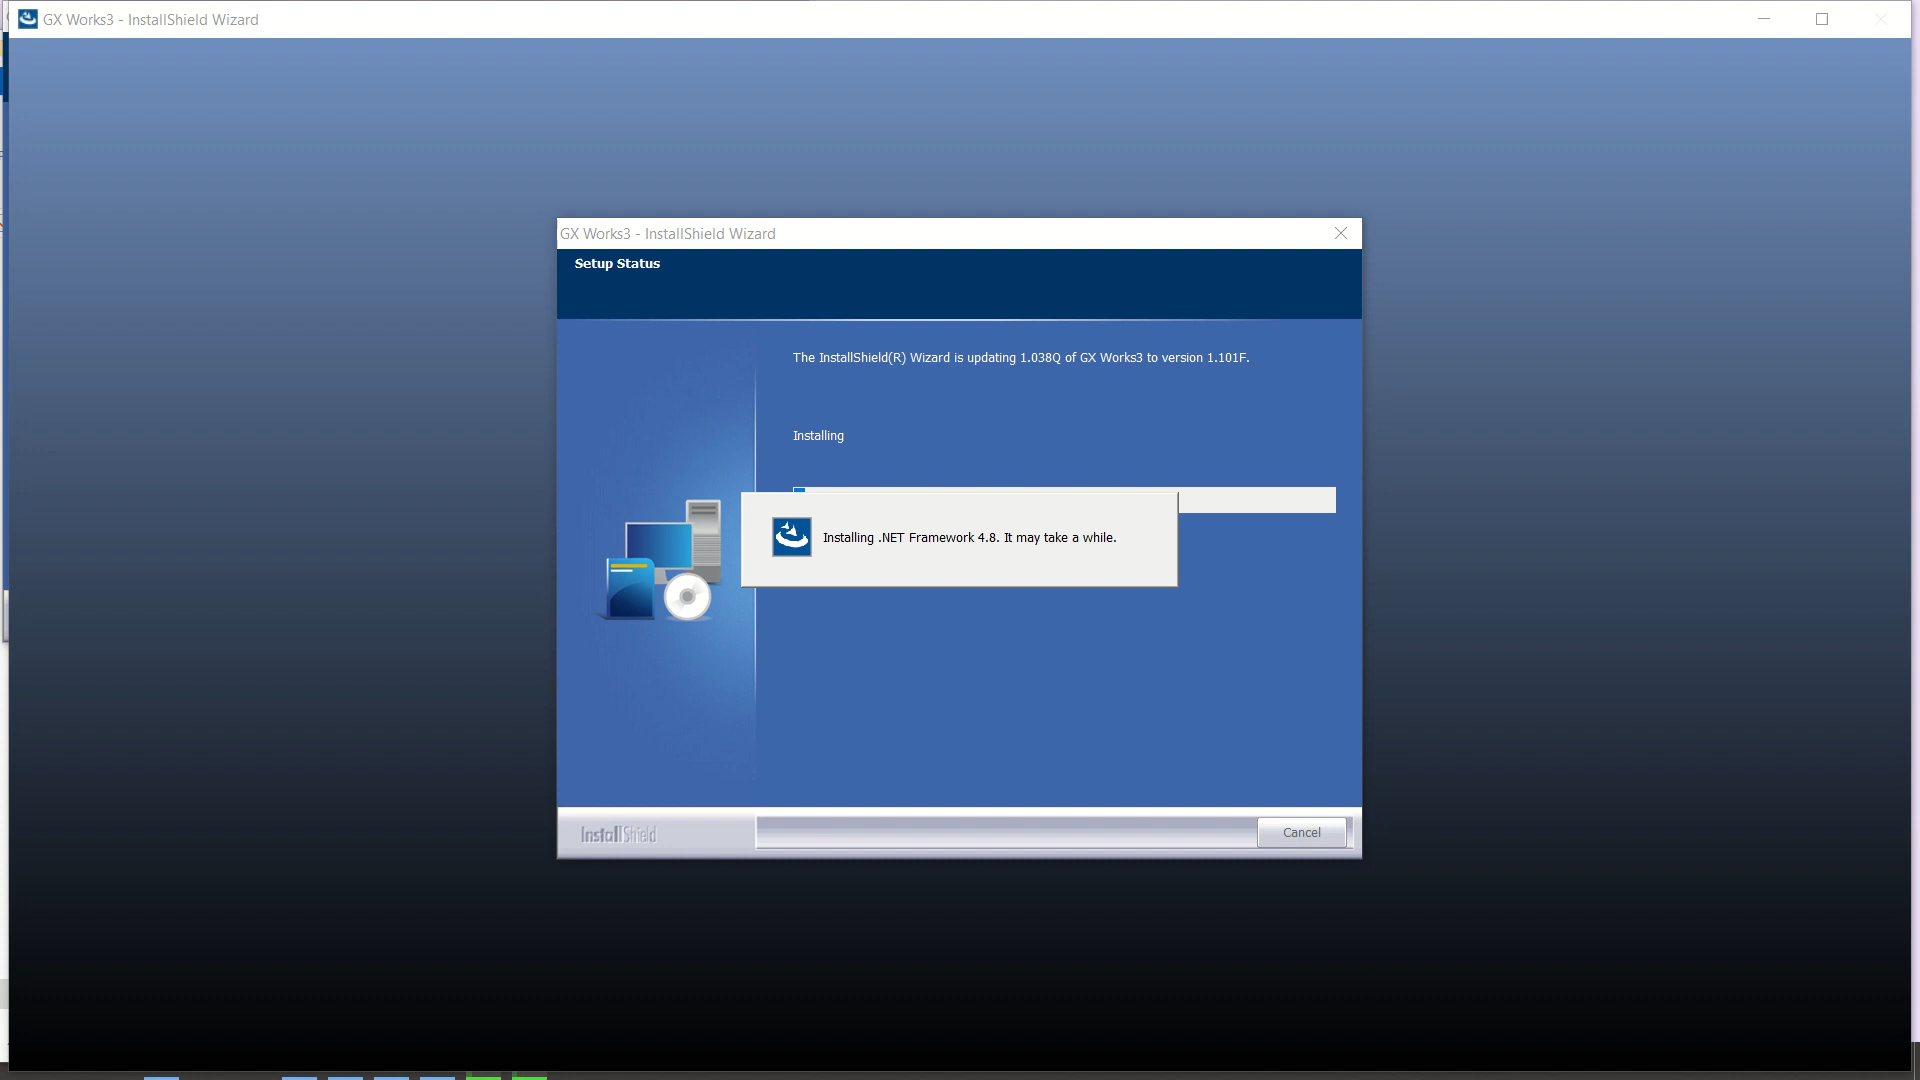 GX Works3 - InstallShield Wizard
GX Works3 - InstallShield Wizard
Setup Status
The InstallShield(R) Wizard is updating 1.038Q of GX Works3 to version 1.101F.
Installing
Installing .NET Framework 4.8. It may take a while.
InstallShield
Cancel